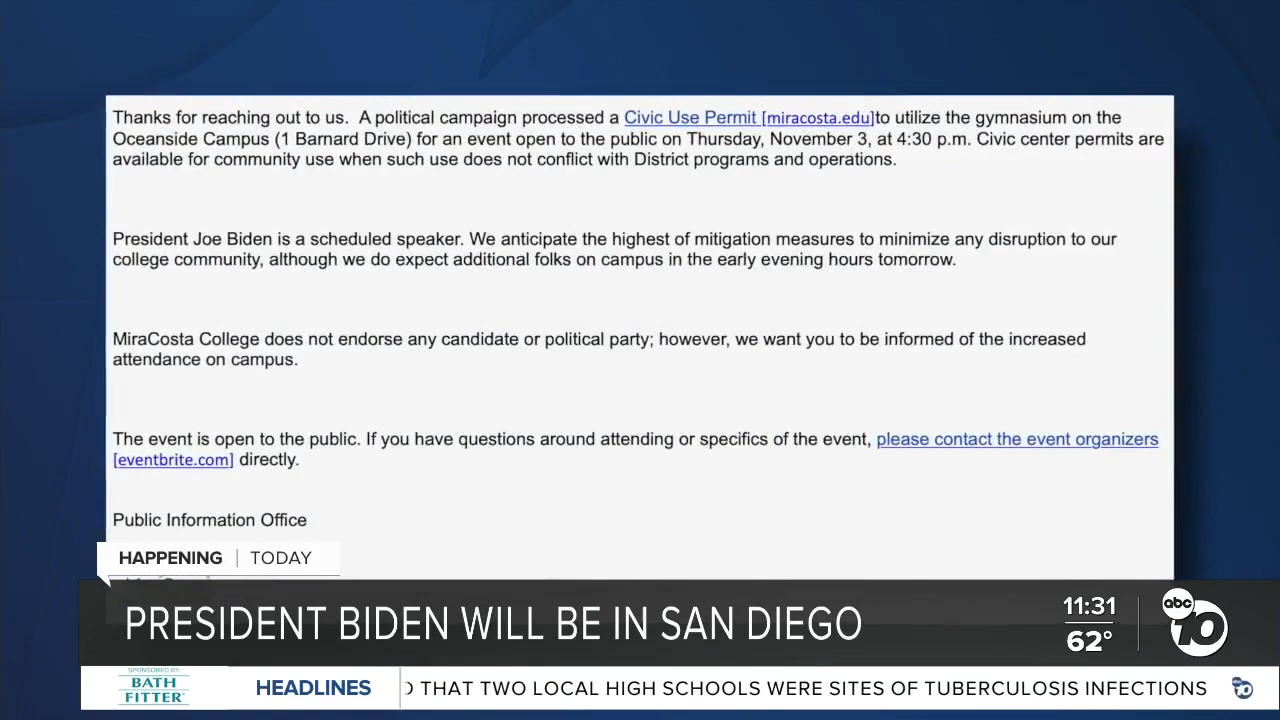 Thanks for reaching out to us.  A political campaign processed a Civic Use Permit [miracosta.edu]to utilize the gymnasium on the
Oceanside Campus (1 Barnard Drive) for an event open to the public on Thursday, November 3, at 4:30 p.m. Civic center permits are
available for community use when such use does not conflict with District programs and operations.
President Joe Biden is a scheduled speaker. We anticipate the highest of mitigation measures to minimize any disruption to our
college community, although we do expect additional folks on campus in the early evening hours tomorrow.
MiraCosta College does not endorse any candidate or political party; however, we want you to be informed of the increased
attendance on campus.
The event is open to the public. If you have questions around attending or specifics of the event, please contact the event organizers
[eventbrite.com] directly.
Public Information Office
HAPPENING | TODAY
PRESIDENT BIDEN WILL BE IN SAN DIEGO
11:31
62°
abc
10
SPONSORED BY:
BATH
FITTER®
HEADLINES
THAT TWO LOCAL HIGH SCHOOLS WERE SITES OF TUBERCULOSIS INFECTIONS
abc 10